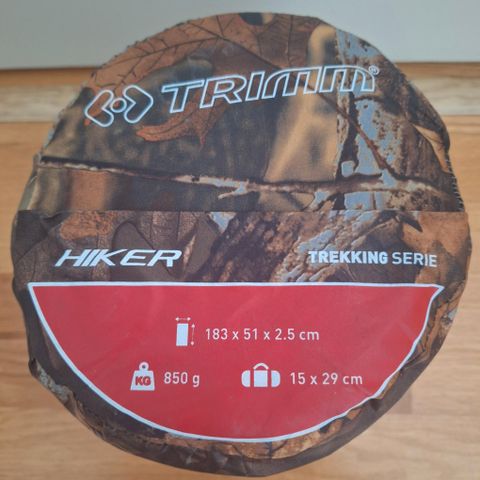 TRIMM®
HIKER TREKKING SERIE
183 x 51 x 2.5 cm
KG 850 g 15 x 29 cm